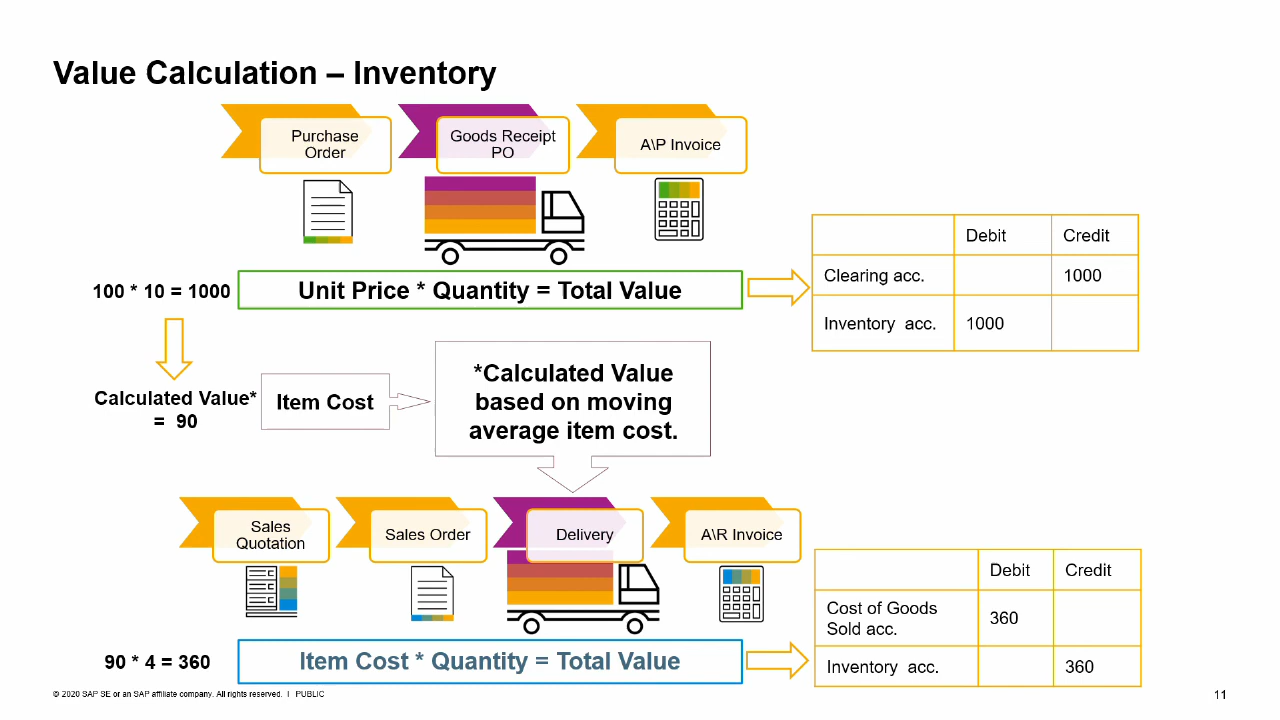 Value Calculation – Inventory
Purchase
Order
Goods Receipt
PO
A\P Invoice
Debit
Credit
Clearing acc.
1000
Inventory acc.
1000
100 * 10 = 1000
Unit Price * Quantity = Total Value
Calculated Value*
= 90
Item Cost
*Calculated Value
based on moving
average item cost.
Sales
Quotation
Sales Order
Delivery
A\R Invoice
Debit
Credit
Cost of Goods
Sold acc.
360
Inventory acc.
360
90 * 4 = 360
Item Cost * Quantity = Total Value
© 2020 SAP SE or an SAP affiliate company. All rights reserved. I PUBLIC
11